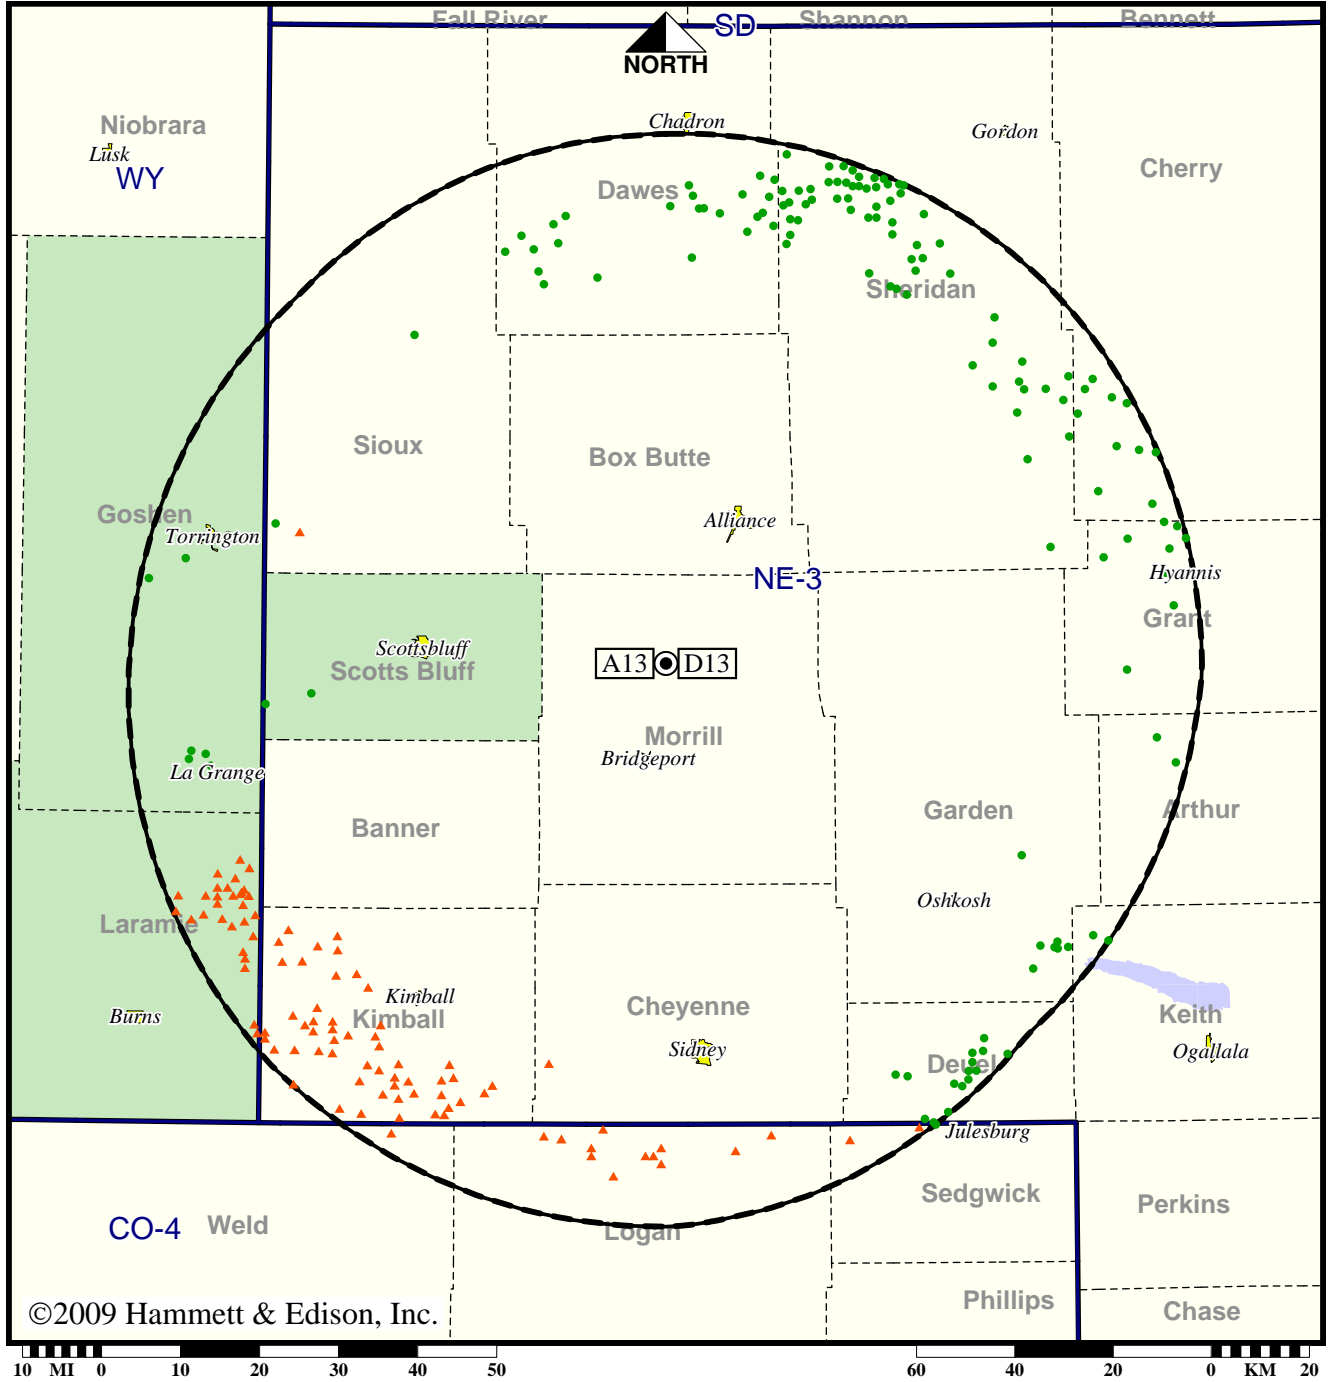 Fall River
SD
Shannon
Bennett
NORTH
Niobrara
Lusk
WY
Chadron
Gordon
Cherry
Dawes
Sheridan
Sioux
Box Butte
Goshen
Torrington
Alliance
NE-3
Hyannis
Grant
Scottsbluff
Scotts Bluff
A13 D13
Morrill
Bridgeport
La Grange
Banner
Garden
Arthur
Oshkosh
Laramie
Kimball
Kimball
Burns
Cheyenne
Sidney
Keith
Ogallala
Deuel
Julesburg
Sedgwick
Perkins
CO-4 Weld
Logan
Phillips
Chase
©2009 Hammett & Edison, Inc.
10 MI 0 10 20 30 40 50 60 40 20 0 KM 20